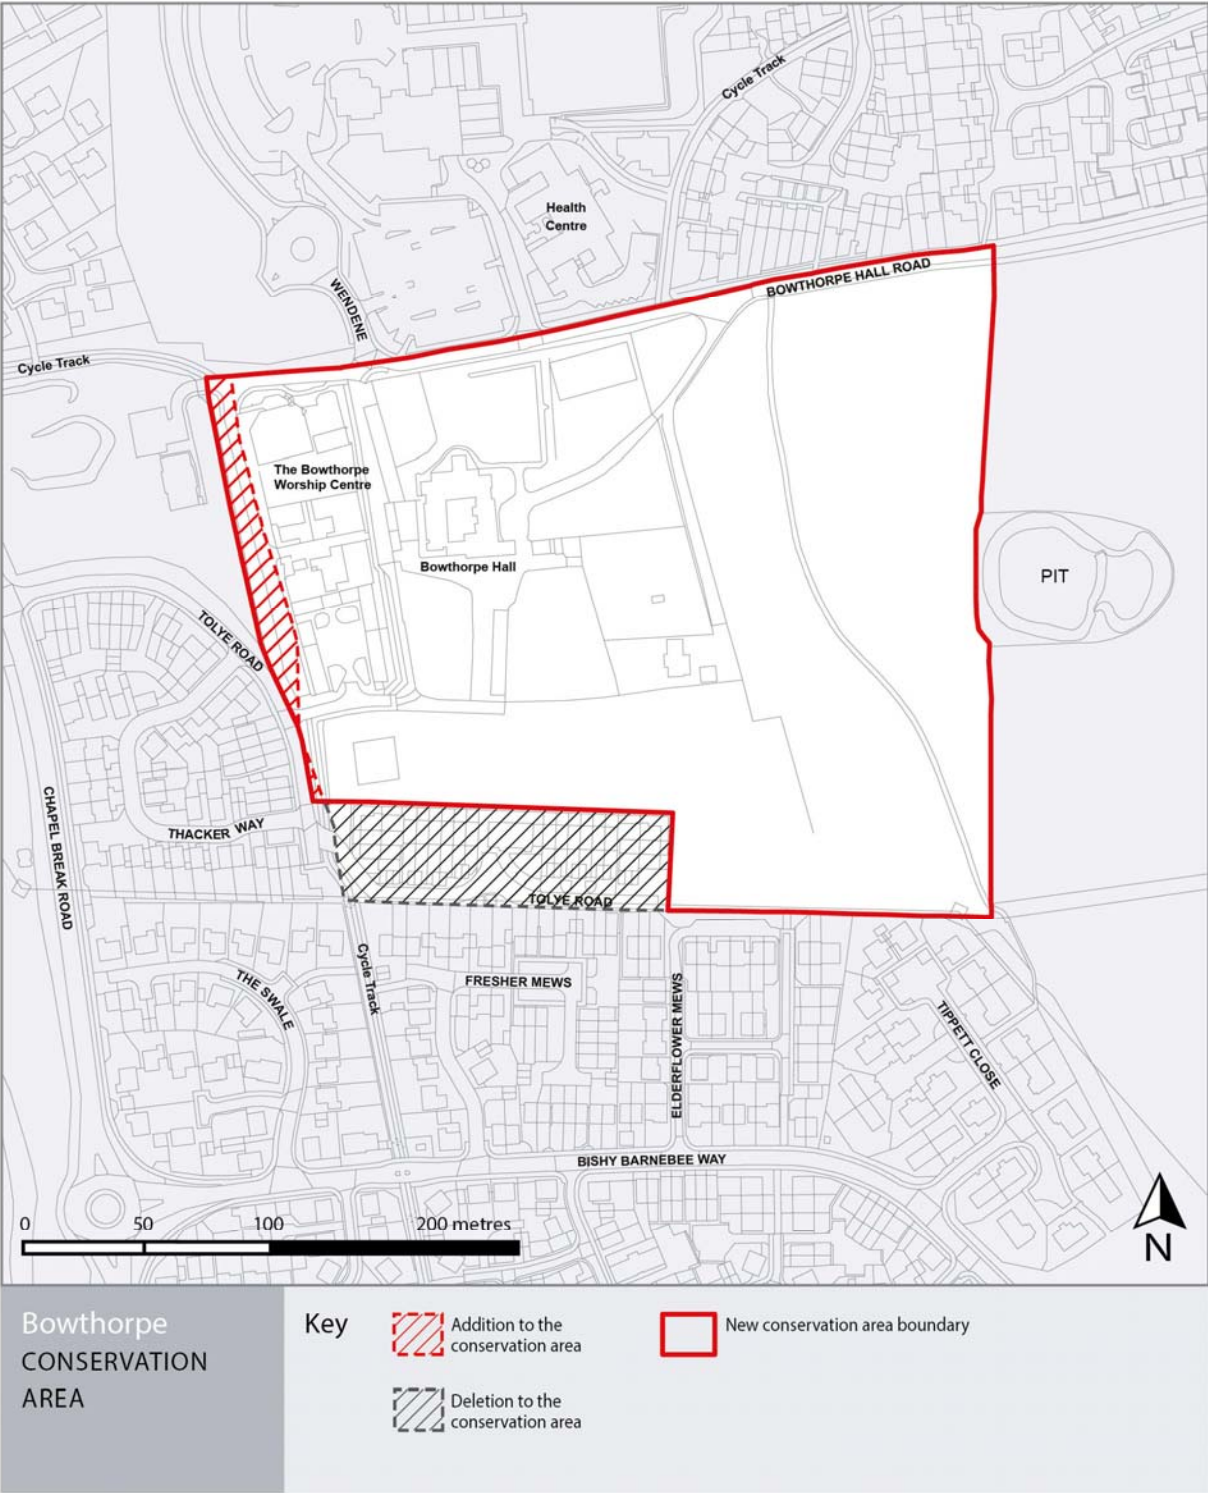 Cycle Track
Health
Centre
BOWTHORPE HALL ROAD
WENDENE
Cycle Track
The Bowthorpe
Worship Centre
Bowthorpe Hall
PIT
TOLYE ROAD
CHAPEL BREAK ROAD
THACKER WAY
TOLYE ROAD
Cycle Track
THE SWALE
FRESHER MEWS
ELDERFLOWER MEWS
TIPPETT CLOSE
BISHY BARNEBEE WAY
0 50 100 200 metres
N
Bowthorpe
CONSERVATION
AREA
Key
Addition to the
conservation area
New conservation area boundary
Deletion to the
conservation area